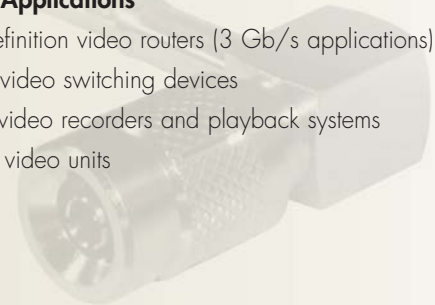 Applications
efinition video routers (3 Gb/s applications)
video switching devices
video recorders and playback systems
video units